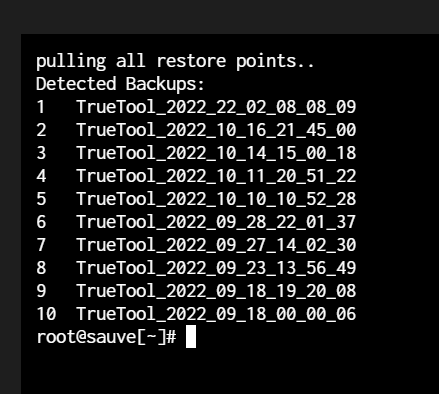 pulling all restore points..
Detected Backups:
1   TrueTool_2022_22_02_08_08_09
2   TrueTool_2022_10_16_21_45_00
3   TrueTool_2022_10_14_15_00_18
4   TrueTool_2022_10_11_20_51_22
5   TrueTool_2022_10_10_10_52_28
6   TrueTool_2022_09_28_22_01_37
7   TrueTool_2022_09_27_14_02_30
8   TrueTool_2022_09_23_13_56_49
9   TrueTool_2022_09_18_19_20_08
10  TrueTool_2022_09_18_00_00_06
root@sauve[~]#